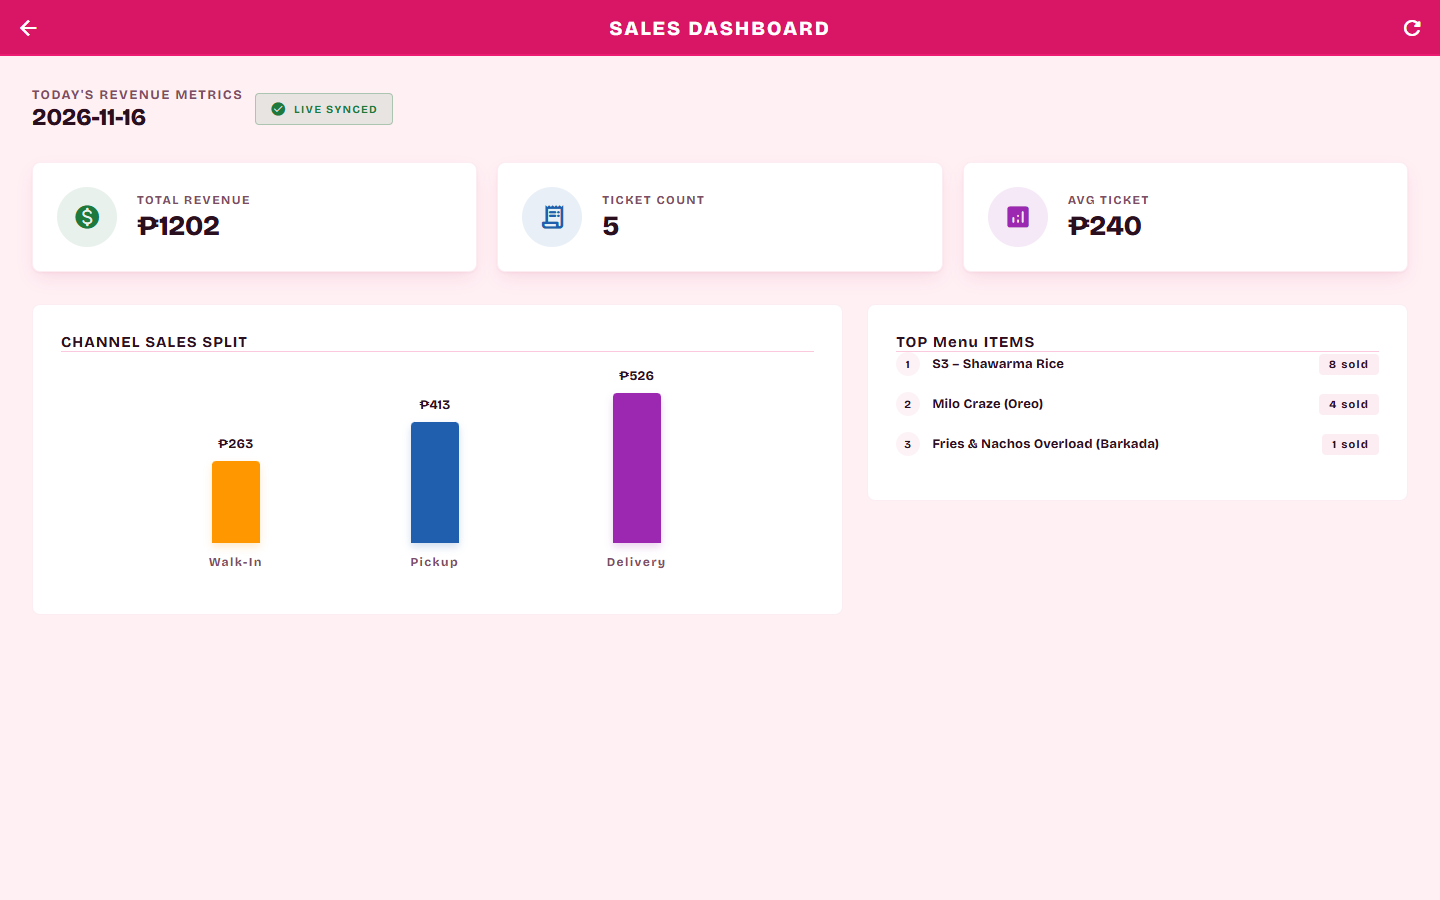 SALES DASHBOARD
TODAY'S REVENUE METRICS
2026-11-16
LIVE SYNCED
TOTAL REVENUE
₱1202
TICKET COUNT
5
AVG TICKET
₱240
CHANNEL SALES SPLIT
₱263
₱413
₱526
Walk-In
Pickup
Delivery
TOP Menu ITEMS
1 S3 – Shawarma Rice 8 sold
2 Milo Craze (Oreo) 4 sold
3 Fries & Nachos Overload (Barkada) 1 sold